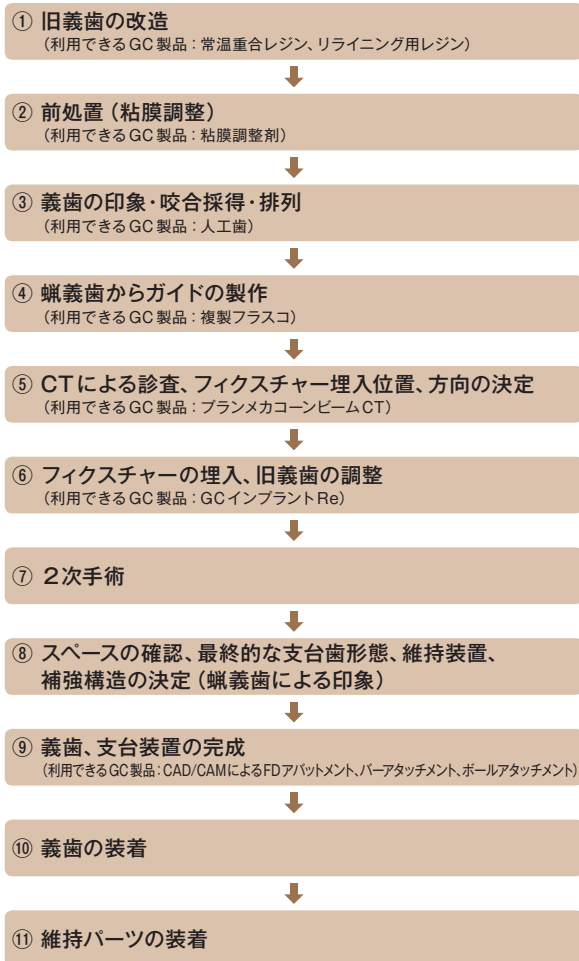 ① 旧義歯の改造
(利用できるGC製品：常温重合レジン、リライニング用レジン)
② 前処置（粘膜調整）
(利用できるGC製品：粘膜調整剤)
③ 義歯の印象・咬合採得・排列
(利用できるGC製品：人工歯)
④ 蝋義歯からガイドの製作
(利用できるGC製品：複製フラスコ)
⑤ CTによる診査、フィクスチャー埋入位置、方向の決定
(利用できるGC製品：プランメカコーンビームCT)
⑥ フィクスチャーの埋入、旧義歯の調整
(利用できるGC製品：GCインプラントRe)
⑦ 2次手術
⑧ スペースの確認、最終的な支台歯形態、維持装置、
補強構造の決定（蝋義歯による印象）
⑨ 義歯、支台装置の完成
(利用できるGC製品：CAD/CAMによるFDアバットメント、バーアタッチメント、ボールアタッチメント)
⑩ 義歯の装着
⑪ 維持パーツの装着